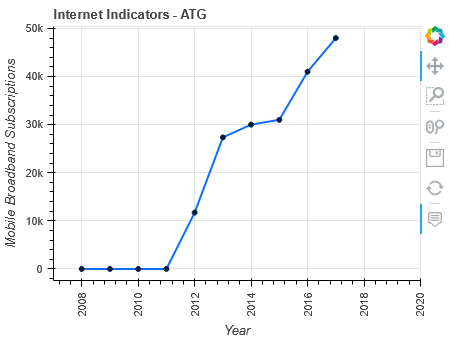 Internet Indicators - ATG
Mobile Broadband Subscriptions
50k
40k
30k
20k
10k
0
2008
2010
2012
2014
2016
2018
2020
Year